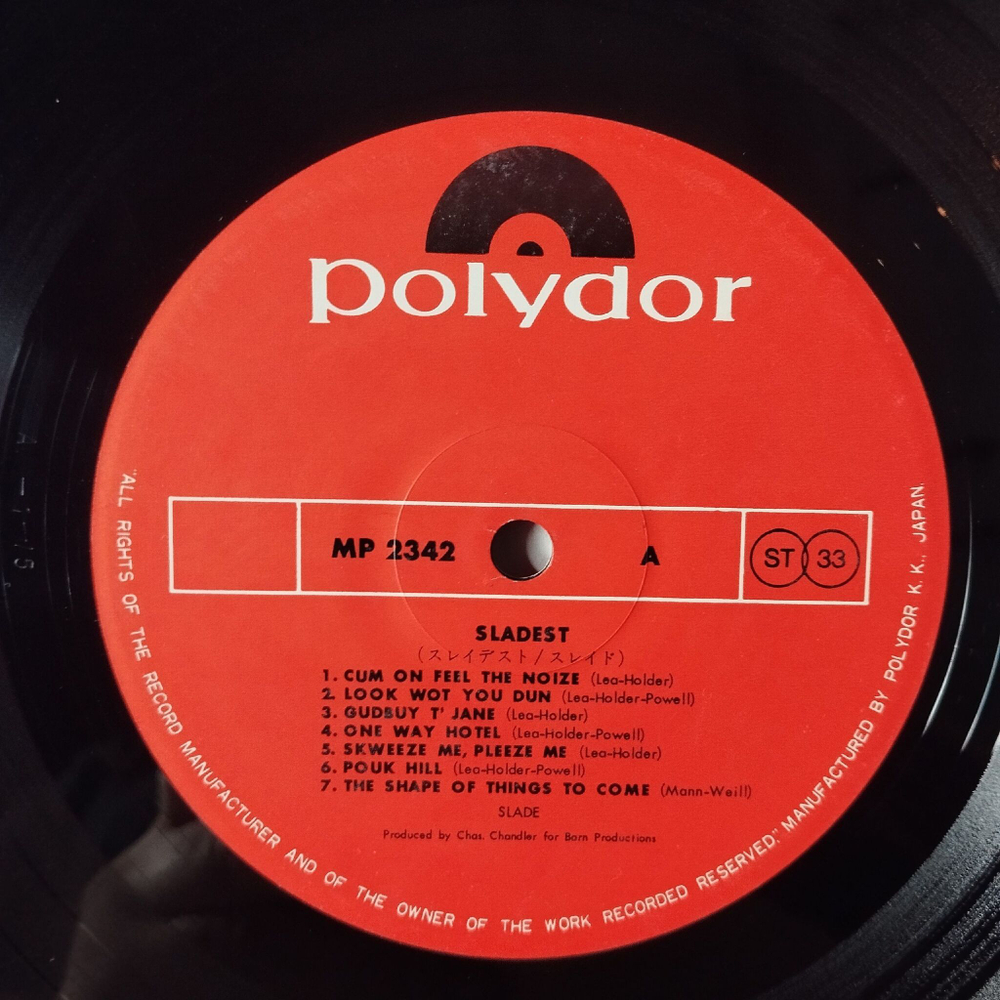 polydor
MP 2342
A
ST 33
SLADEST
(スレイデスト/スレイド)
1. CUM ON FEEL THE NOIZE (Lea-Holder)
2. LOOK WOT YOU DUN (Lea-Holder-Powell)
3. GUDBUY T' JANE (Lea-Holder)
4. ONE WAY HOTEL (Lea-Holder-Powell)
5. SKWEEZE ME, PLEEZE ME (Lea-Holder)
6. POUK HILL (Lea-Holder-Powell)
7. THE SHAPE OF THINGS TO COME (Mann-Weill)
SLADE
Produced by Chas. Chandler for Barn Productions
"ALL RIGHTS OF THE RECORD MANUFACTURER AND OF THE OWNER OF THE WORK RECORDED RESERVED." MANUFACTURED BY POLYDOR K. K., JAPAN.